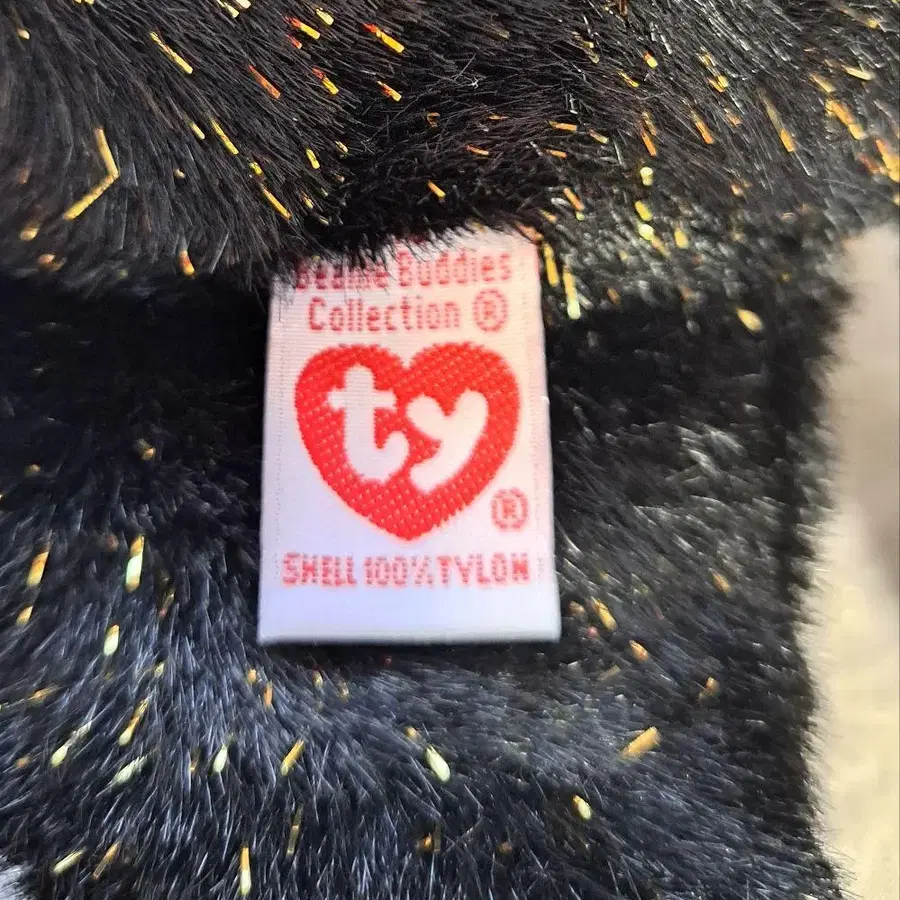 Beanie Buddies
Collection ®
ty
®
SHELL 100% TYLON